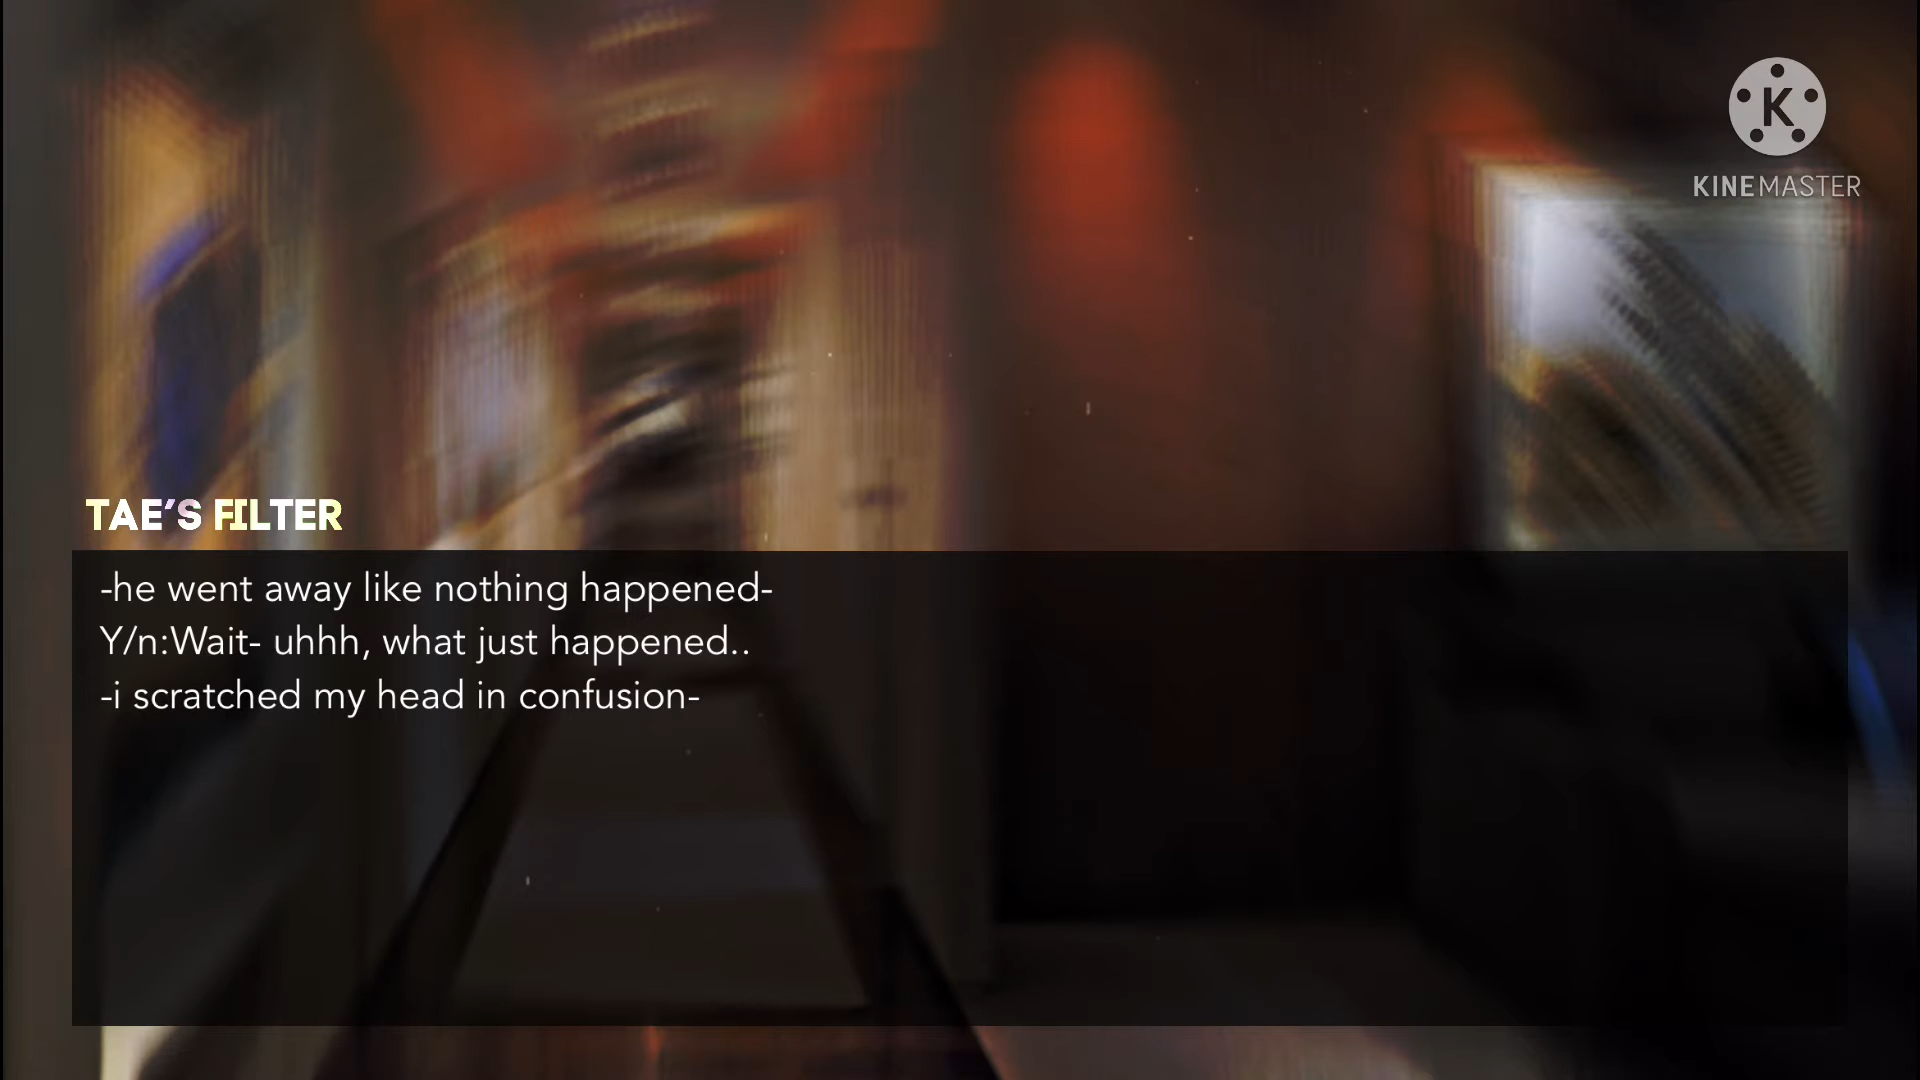 K
KINEMASTER
TAE'S FILTER
-he went away like nothing happened-
Y/n:Wait- uhhh, what just happened..
-i scratched my head in confusion-